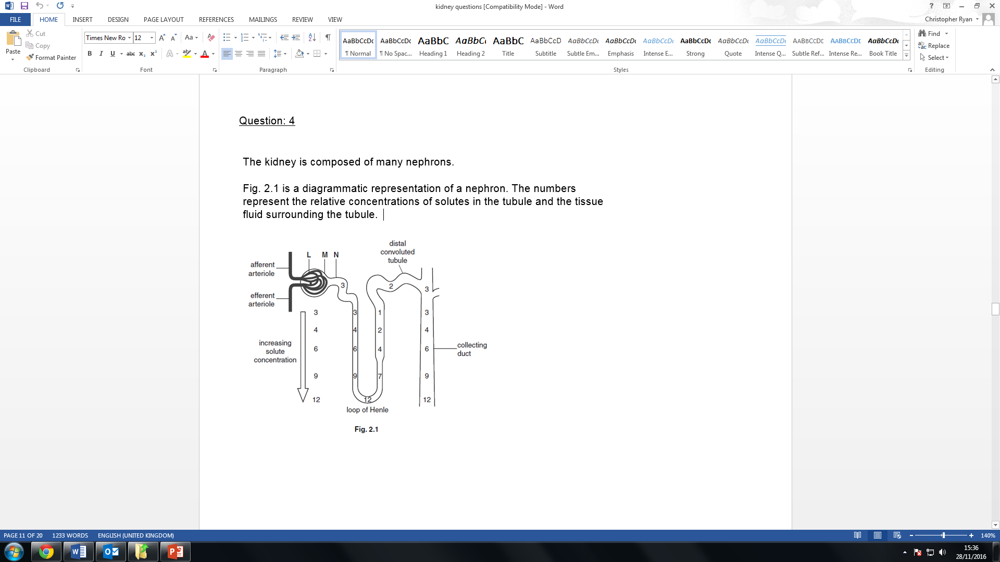 kidney questions [Compatibility Mode] - Word
?
FILE HOME INSERT DESIGN PAGE LAYOUT REFERENCES MAILINGS REVIEW VIEW
Christopher Ryan
Paste
Cut
Copy
Format Painter
Clipboard
Times New Ro 12 A A Aa
B I U abc x₂ x² A ab A
Font
Paragraph
AaBbCcDc AaBbCcDc AaBbC AaBbCc AaBbC AaBbCcD AaBbCcDc AaBbCcDc AaBbCcDc AaBbCcDc AaBbCcDc AaBbCcDc AABBCCDE AABBCCDE AaBbCcDc
¶ Normal ¶ No Spac... Heading 1 Heading 2 Title Subtitle Subtle Em... Emphasis Intense E... Strong Quote Intense Q... Subtle Ref... Intense Re... Book Title
Styles
Find
Replace
Select
Editing
Question: 4
The kidney is composed of many nephrons.
Fig. 2.1 is a diagrammatic representation of a nephron. The numbers
represent the relative concentrations of solutes in the tubule and the tissue
fluid surrounding the tubule.
distal
convoluted
tubule
L M N
afferent
arteriole
efferent
arteriole
3 2 3
3 3 1 3
4 4 2 4
6 6 4 6
9 9 7 9
12 12 12
increasing
solute
concentration
collecting
duct
loop of Henle
Fig. 2.1
PAGE 11 OF 20 1233 WORDS ENGLISH (UNITED KINGDOM)
140%
15:36
28/11/2016